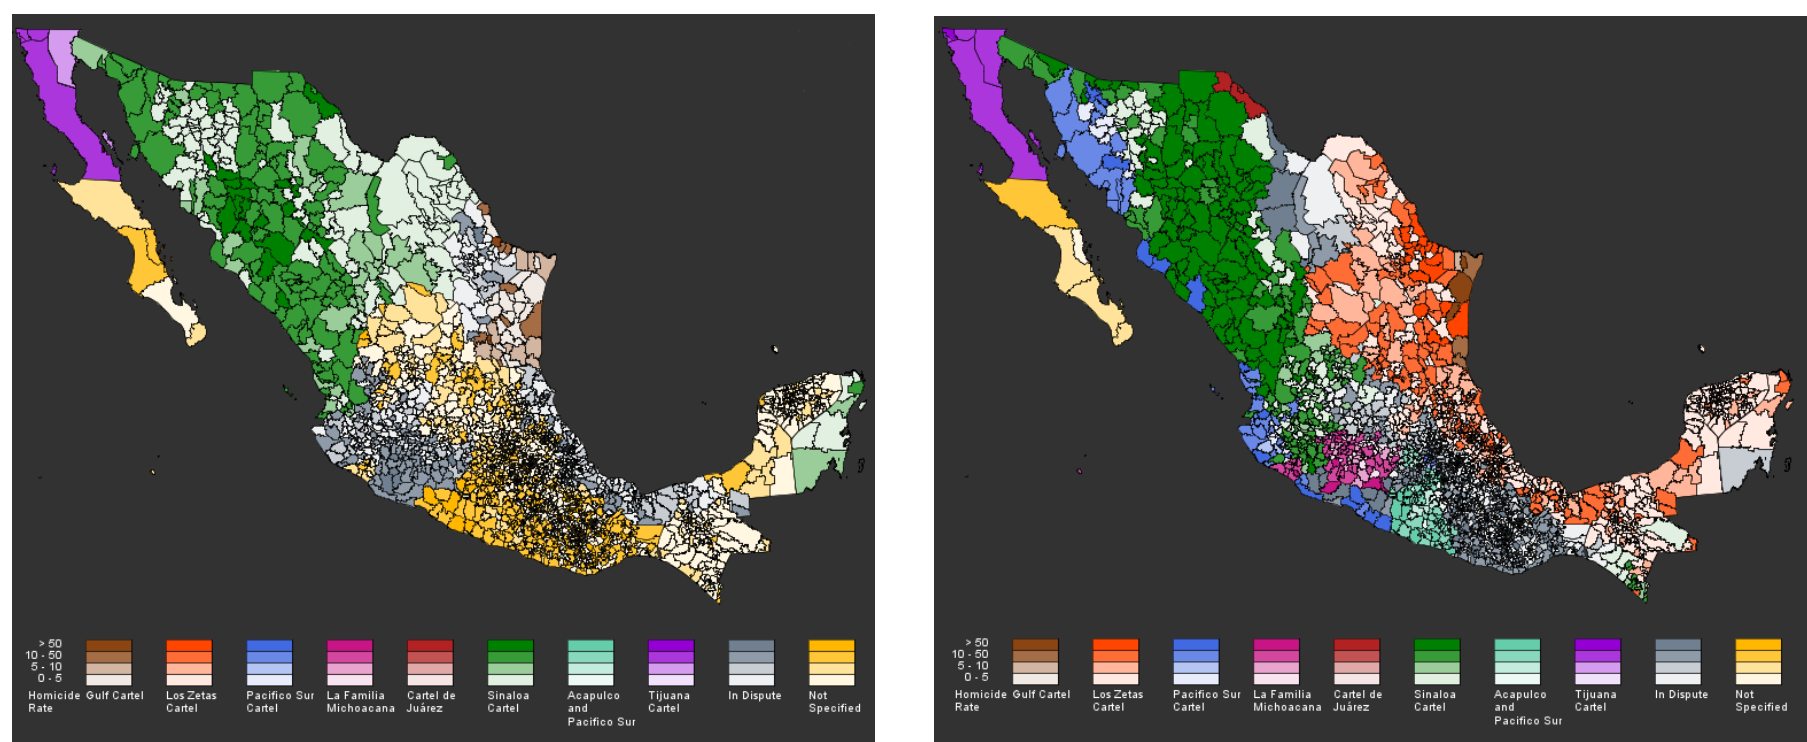 > 50
10 - 50
5 - 10
0 - 5
Homicide Rate
Gulf Cartel
Los Zetas Cartel
Pacifico Sur Cartel
La Familia Michoacana
Cartel de Juárez
Sinaloa Cartel
Acapulco and Pacifico Sur
Tijuana Cartel
In Dispute
Not Specified
> 50
10 - 50
5 - 10
0 - 5
Homicide Rate
Gulf Cartel
Los Zetas Cartel
Pacifico Sur Cartel
La Familia Michoacana
Cartel de Juárez
Sinaloa Cartel
Acapulco and Pacifico Sur
Tijuana Cartel
In Dispute
Not Specified